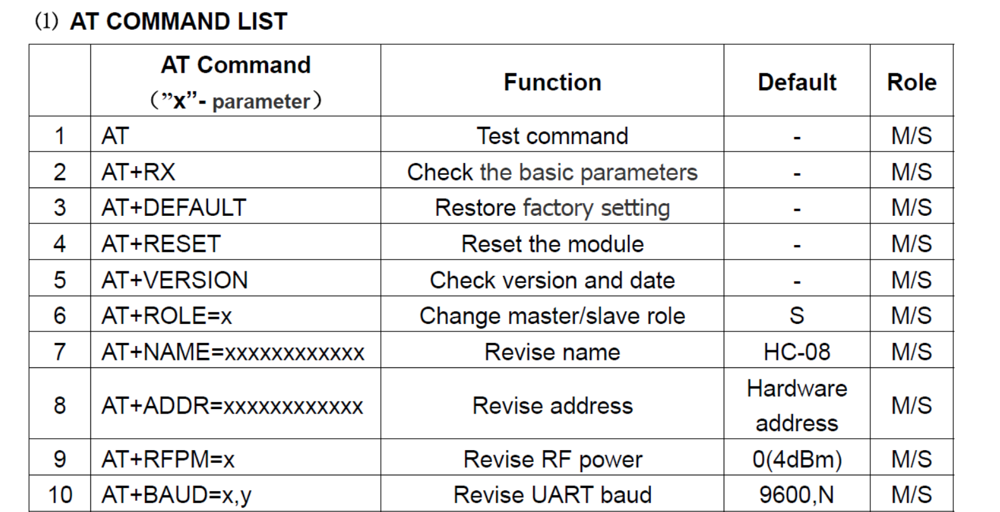 (1) AT COMMAND LIST
AT Command
(”x”- parameter)
Function
Default
Role
1 AT Test command - M/S
2 AT+RX Check the basic parameters - M/S
3 AT+DEFAULT Restore factory setting - M/S
4 AT+RESET Reset the module - M/S
5 AT+VERSION Check version and date - M/S
6 AT+ROLE=x Change master/slave role S M/S
7 AT+NAME=xxxxxxxxxxxx Revise name HC-08 M/S
8 AT+ADDR=xxxxxxxxxxxx Revise address Hardware address M/S
9 AT+RFPM=x Revise RF power 0(4dBm) M/S
10 AT+BAUD=x,y Revise UART baud 9600,N M/S